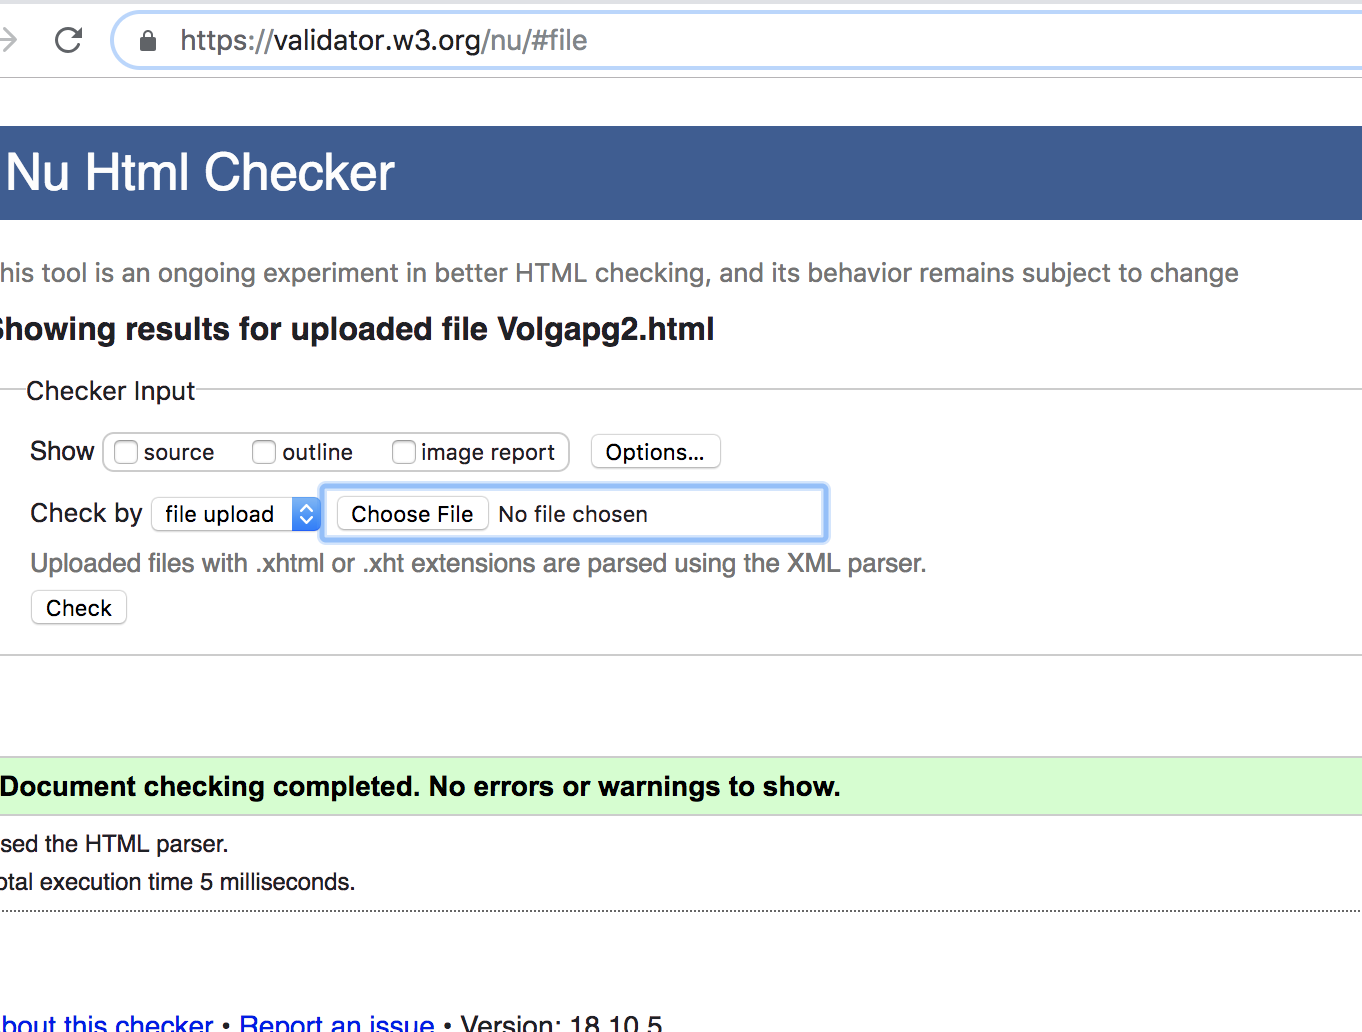 https://validator.w3.org/nu/#file
Nu Html Checker
his tool is an ongoing experiment in better HTML checking, and its behavior remains subject to change
Showing results for uploaded file Volgapg2.html
Checker Input
Show source outline image report Options...
Check by file upload Choose File No file chosen
Uploaded files with .xhtml or .xht extensions are parsed using the XML parser.
Check
Document checking completed. No errors or warnings to show.
sed the HTML parser.
otal execution time 5 milliseconds.
bout this checker • Report an issue • Version: 18.10.5